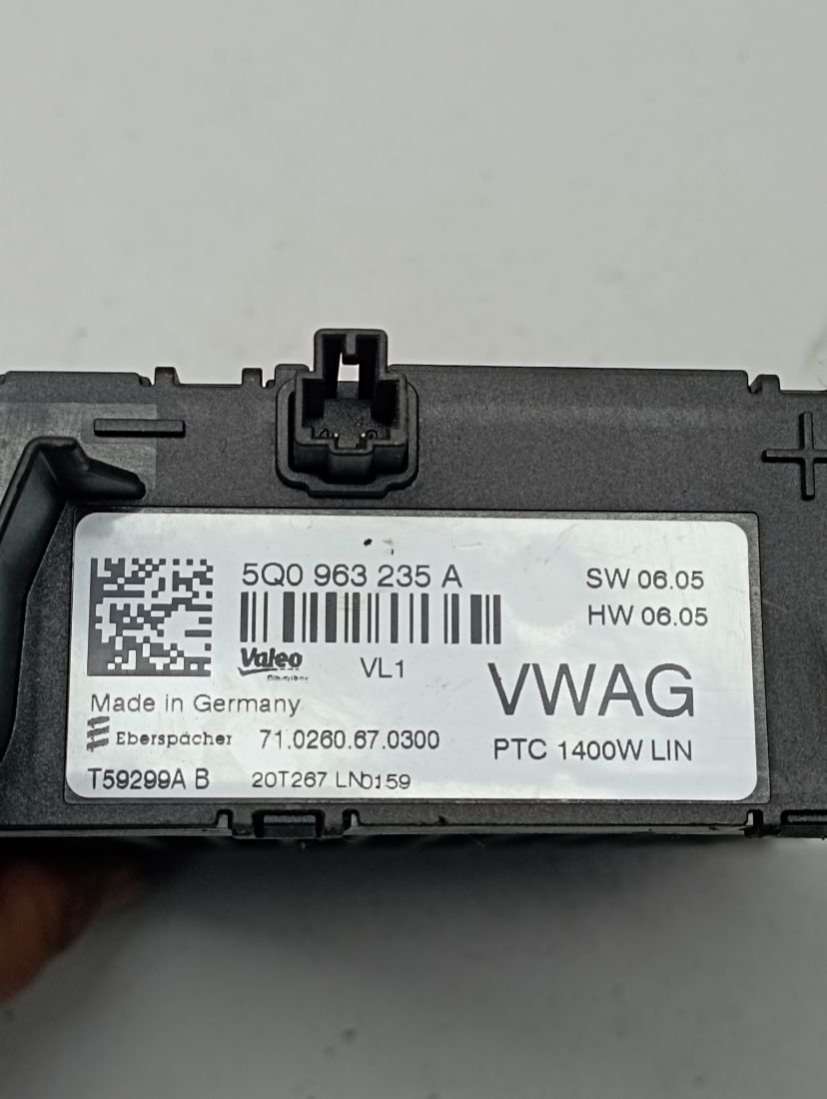 5Q0 963 235 A
SW 06.05
HW 06.05
Valeo
VL1
VWAG
Made in Germany
Eberspächer 71.0260.67.0300
PTC 1400W LIN
T59299A B 20T267 LN0159